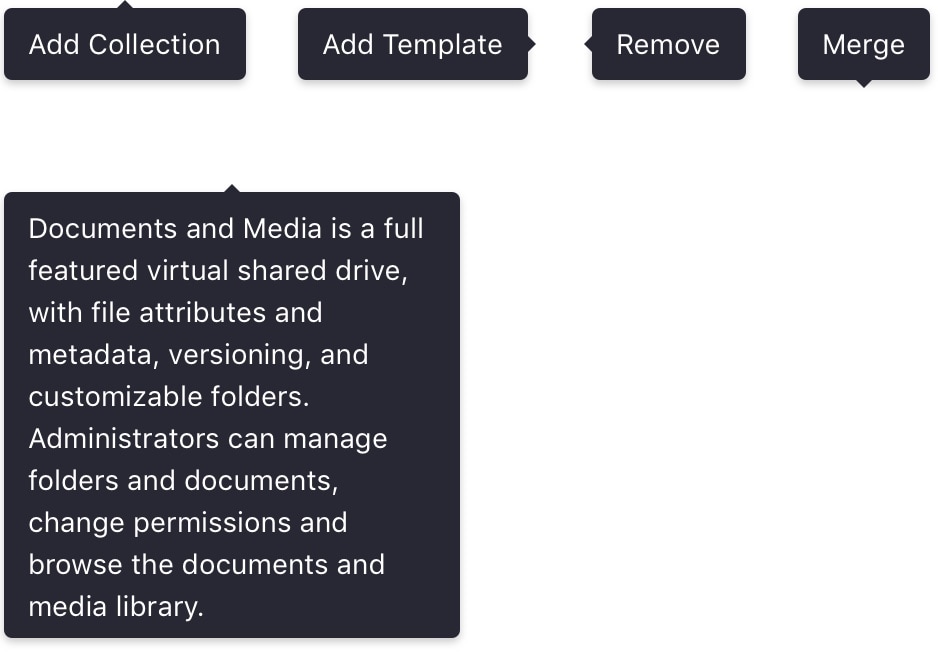 Add Collection
Add Template
Remove
Merge
Documents and Media is a full
featured virtual shared drive,
with file attributes and
metadata, versioning, and
customizable folders.
Administrators can manage
folders and documents,
change permissions and
browse the documents and
media library.